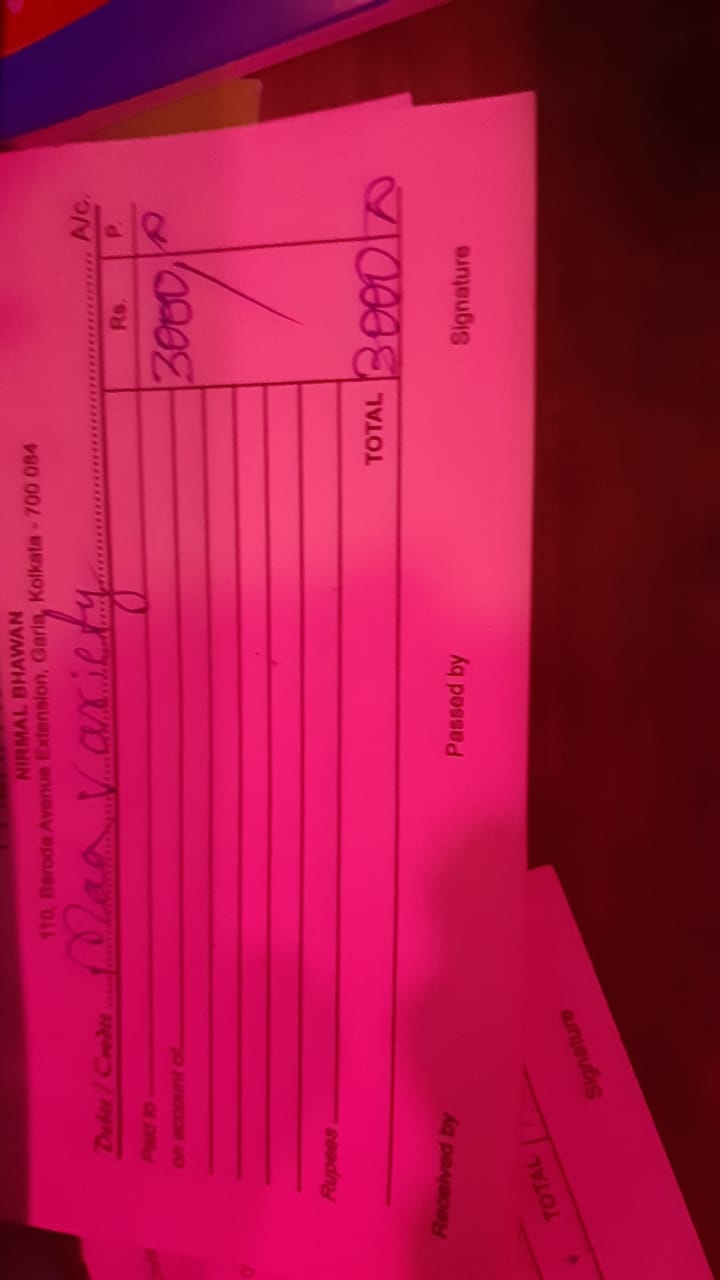 NIRMAL BHAWAN
110, Baroda Avenue Extension, Garia, Kolkata - 700 084
Debit / Credit Maa Variety A/c.
Rs. P.
Paid to 3000/
on account of
Rupees
TOTAL 3000
Received by Passed by Signature
TOTAL
Signature